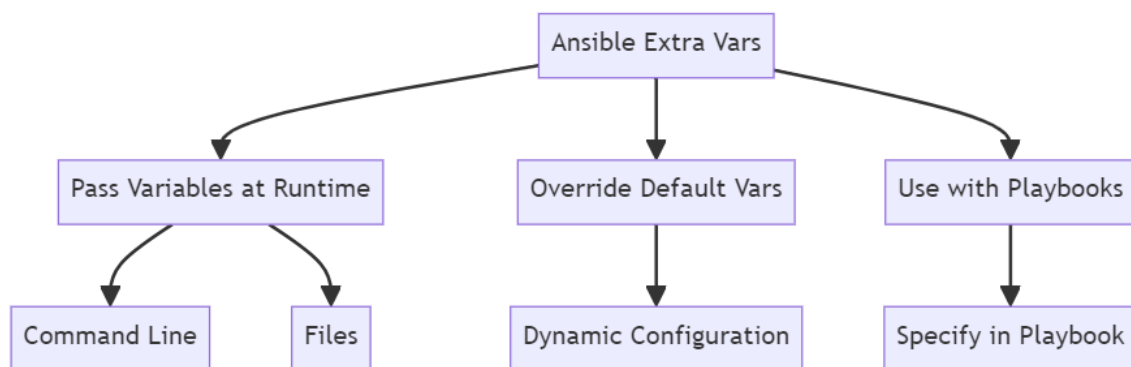 Ansible Extra Vars
Pass Variables at Runtime
Override Default Vars
Use with Playbooks
Command Line
Files
Dynamic Configuration
Specify in Playbook